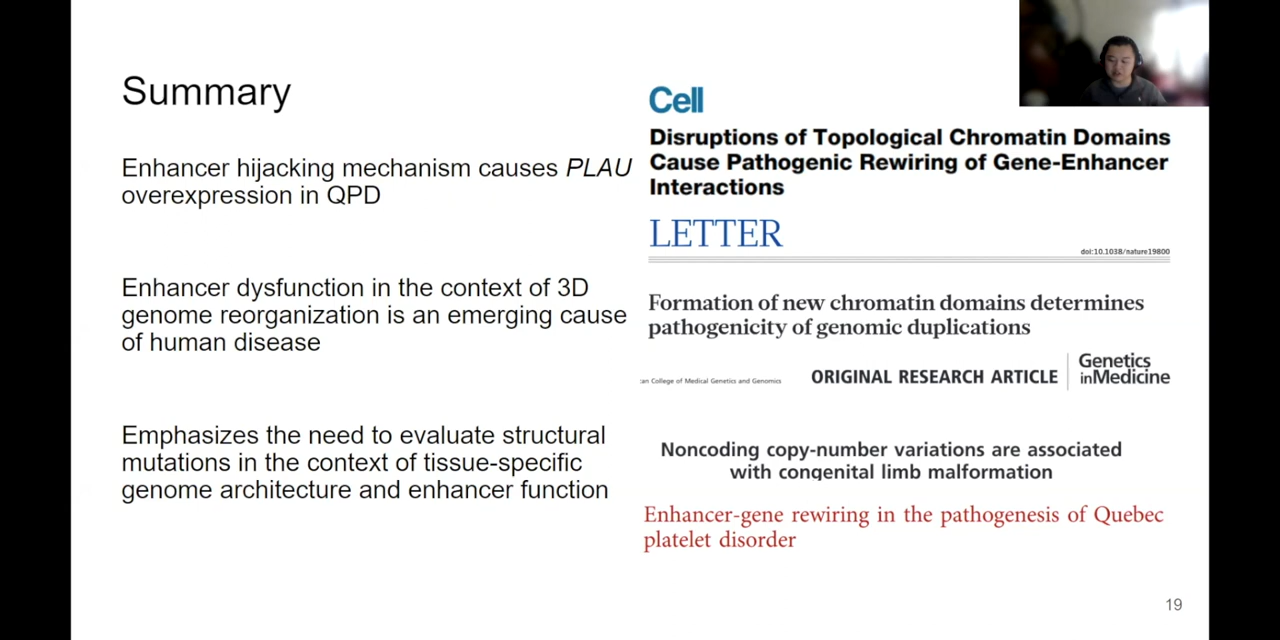 Summary
Enhancer hijacking mechanism causes PLAU
overexpression in QPD
Enhancer dysfunction in the context of 3D
genome reorganization is an emerging cause
of human disease
Emphasizes the need to evaluate structural
mutations in the context of tissue-specific
genome architecture and enhancer function
Cell
Disruptions of Topological Chromatin Domains
Cause Pathogenic Rewiring of Gene-Enhancer
Interactions
LETTER
doi:10.1038/nature19800
Formation of new chromatin domains determines
pathogenicity of genomic duplications
an College of Medical Genetics and Genomics
ORIGINAL RESEARCH ARTICLE
Genetics
inMedicine
Noncoding copy-number variations are associated
with congenital limb malformation
Enhancer-gene rewiring in the pathogenesis of Quebec
platelet disorder
19